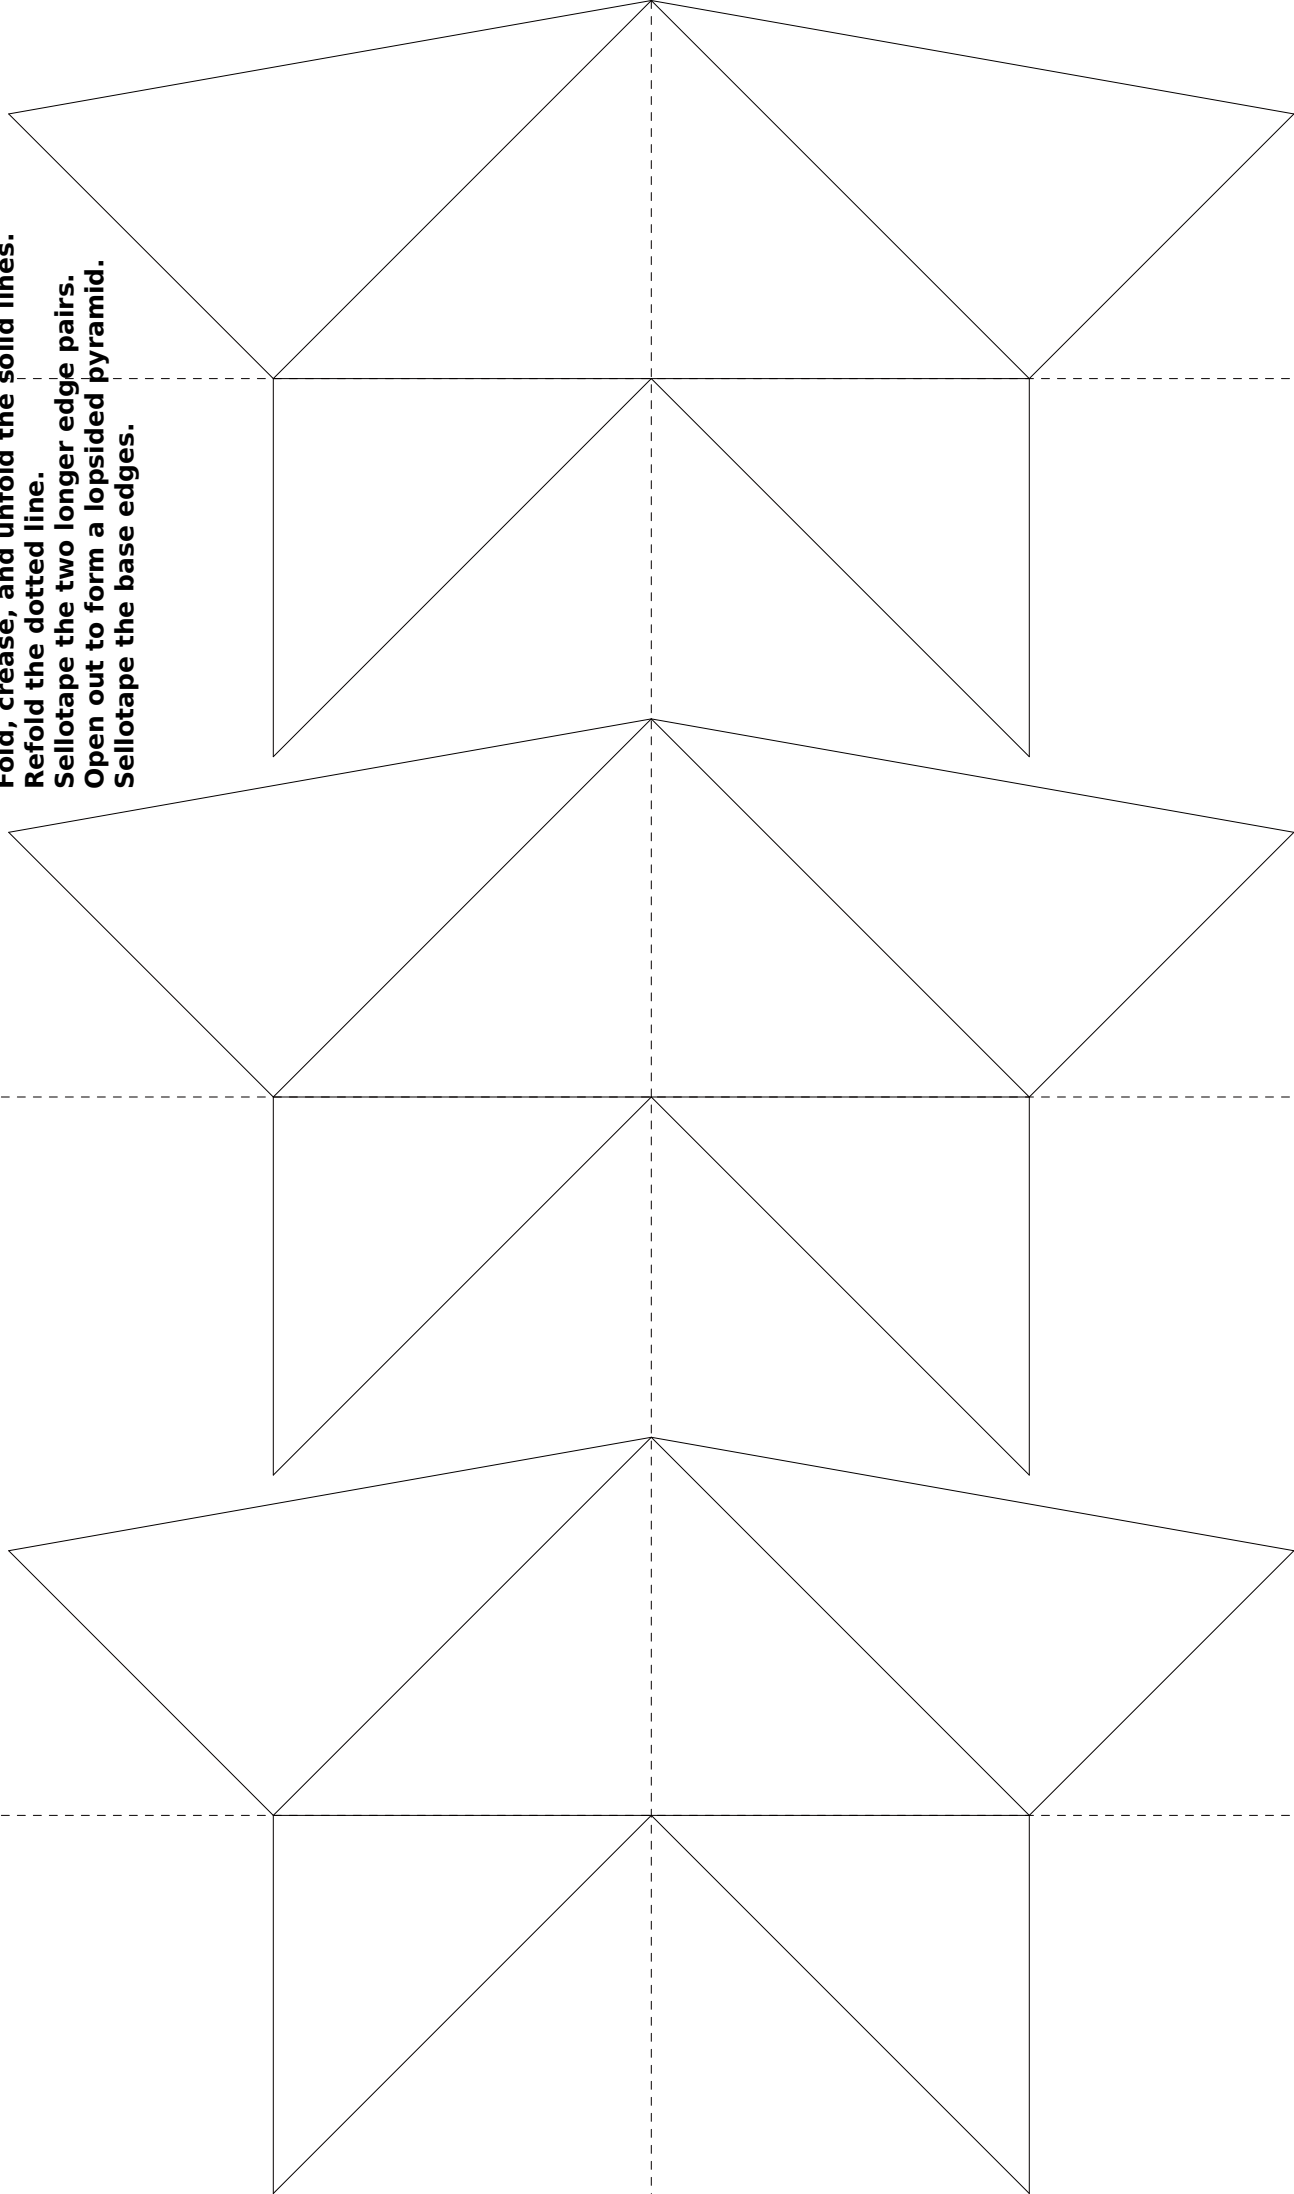 Fold, crease, and unfold the solid lines.
Refold the dotted line.
Sellotape the two longer edge pairs.
Open out to form a lopsided pyramid.
Sellotape the base edges.